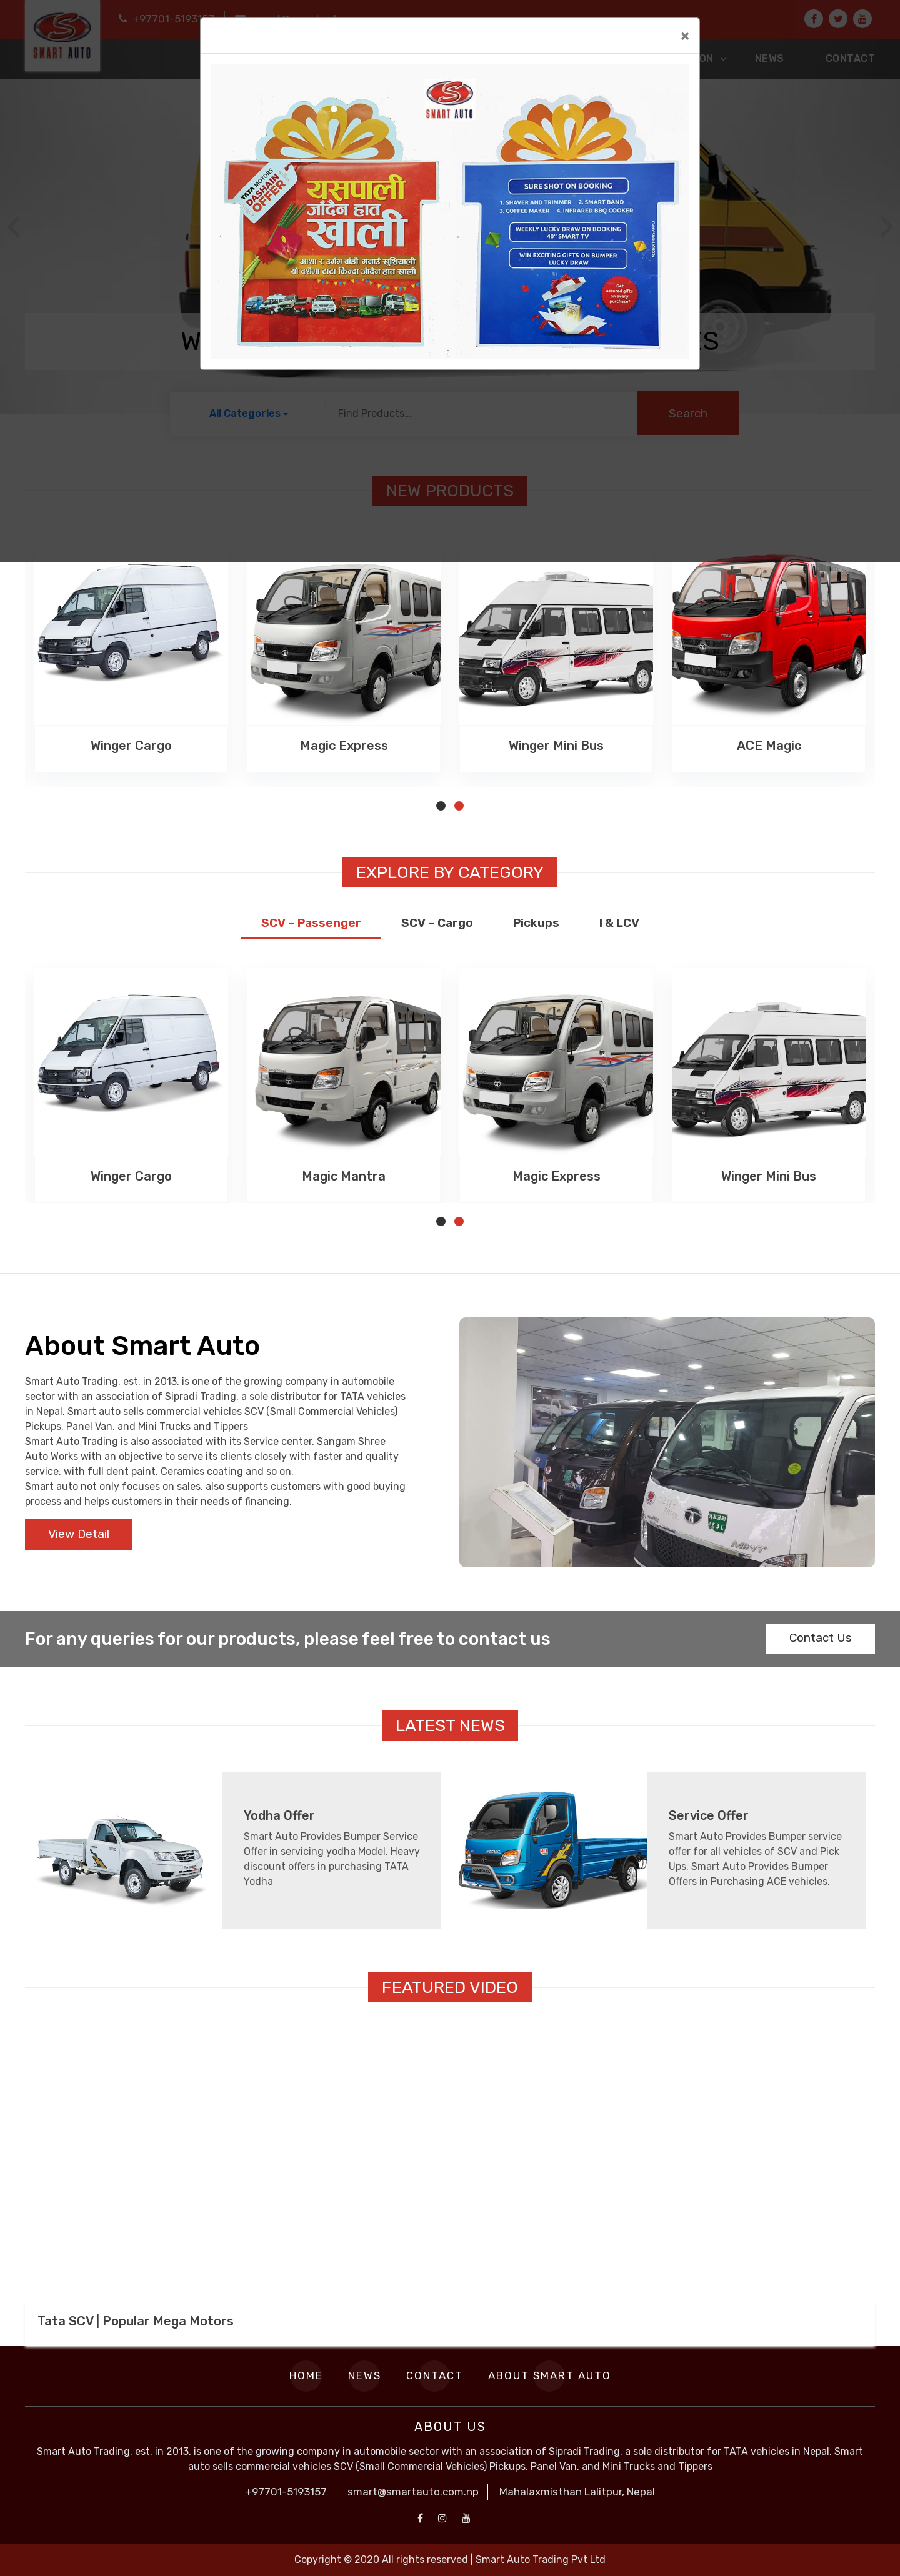 +97701-5193157
SMART AUTO
ON
NEWS
CONTACT
×
SMART AUTO
TATA MOTORS
DASHAIN
OFFER
यसपाली
जाँदैन हात
खाली
आशा र उमंग बोकी मनाउँ खुशियाली
यो दशैंमा टाटा किन्दा जाँदैन हात खाली
SURE SHOT ON BOOKING
1. SHAVER AND TRIMMER 2. SMART BAND
3. COFFEE MAKER 4. INFRARED BBQ COOKER
WEEKLY LUCKY DRAW ON BOOKING
40" SMART TV
WIN EXCITING GIFTS ON BUMPER
LUCKY DRAW
Get
assured gifts
on every
purchase*
*CONDITIONS APPLY
All Categories
Find Products...
Search
NEW PRODUCTS
Winger Cargo
Magic Express
Winger Mini Bus
ACE Magic
EXPLORE BY CATEGORY
SCV – Passenger
SCV – Cargo
Pickups
I & LCV
Winger Cargo
Magic Mantra
Magic Express
Winger Mini Bus
About Smart Auto
Smart Auto Trading, est. in 2013, is one of the growing company in automobile
sector with an association of Sipradi Trading, a sole distributor for TATA vehicles
in Nepal. Smart auto sells commercial vehicles SCV (Small Commercial Vehicles)
Pickups, Panel Van, and Mini Trucks and Tippers
Smart Auto Trading is also associated with its Service center, Sangam Shree
Auto Works with an objective to serve its clients closely with faster and quality
service, with full dent paint, Ceramics coating and so on.
Smart auto not only focuses on sales, also supports customers with good buying
process and helps customers in their needs of financing.
View Detail
MINT
For any queries for our products, please feel free to contact us
Contact Us
LATEST NEWS
Yodha Offer
Smart Auto Provides Bumper Service
Offer in servicing yodha Model. Heavy
discount offers in purchasing TATA
Yodha
Service Offer
Smart Auto Provides Bumper service
offer for all vehicles of SCV and Pick
Ups. Smart Auto Provides Bumper
Offers in Purchasing ACE vehicles.
FEATURED VIDEO
Tata SCV | Popular Mega Motors
HOME
NEWS
CONTACT
ABOUT SMART AUTO
ABOUT US
Smart Auto Trading, est. in 2013, is one of the growing company in automobile sector with an association of Sipradi Trading, a sole distributor for TATA vehicles in Nepal. Smart
auto sells commercial vehicles SCV (Small Commercial Vehicles) Pickups, Panel Van, and Mini Trucks and Tippers
+97701-5193157
smart@smartauto.com.np
Mahalaxmisthan Lalitpur, Nepal
Copyright © 2020 All rights reserved | Smart Auto Trading Pvt Ltd